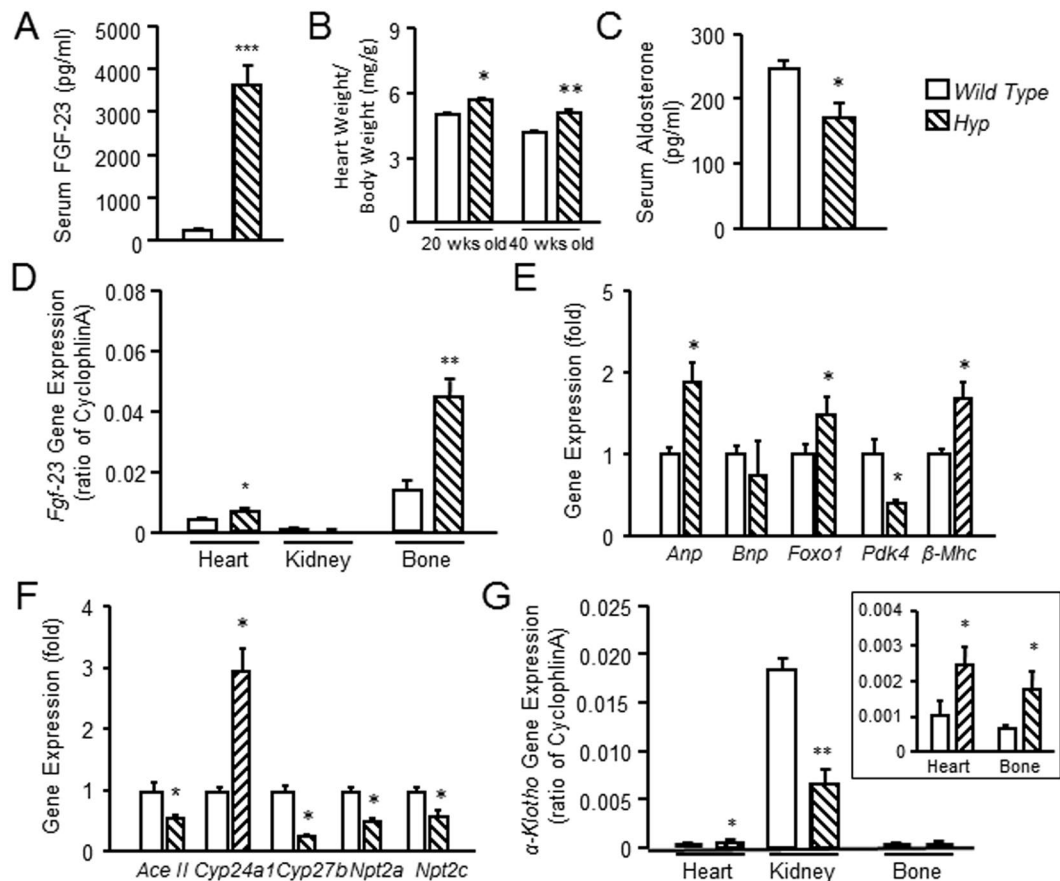 A
Serum FGF-23 (pg/ml)
6000
5000
4000
3000
2000
1000
0
***
B
Heart Weight/
Body Weight (mg/g)
9
6
3
0
*
**
20 wks old
40 wks old
C
Serum Aldosterone
(pg/ml)
300
250
200
150
100
50
0
*
Wild Type
Hyp
D
Fgf-23 Gene Expression
(ratio of CyclophlinA)
0.08
0.06
0.04
0.02
0
*
**
Heart
Kidney
Bone
E
Gene Expression (fold)
5
2
1
0
*
*
*
*
Anp
Bnp
Foxo1
Pdk4
β-Mhc
F
Gene Expression (fold)
4
3
2
1
0
*
*
*
*
*
Ace II
Cyp24a1
Cyp27b
Npt2a
Npt2c
G
α-Klotho Gene Expression
(ratio of CyclophlinA)
0.025
0.020
0.015
0.010
0.005
0
*
**
Heart
Kidney
Bone
0.004
0.003
0.002
0.001
0
*
*
Heart
Bone